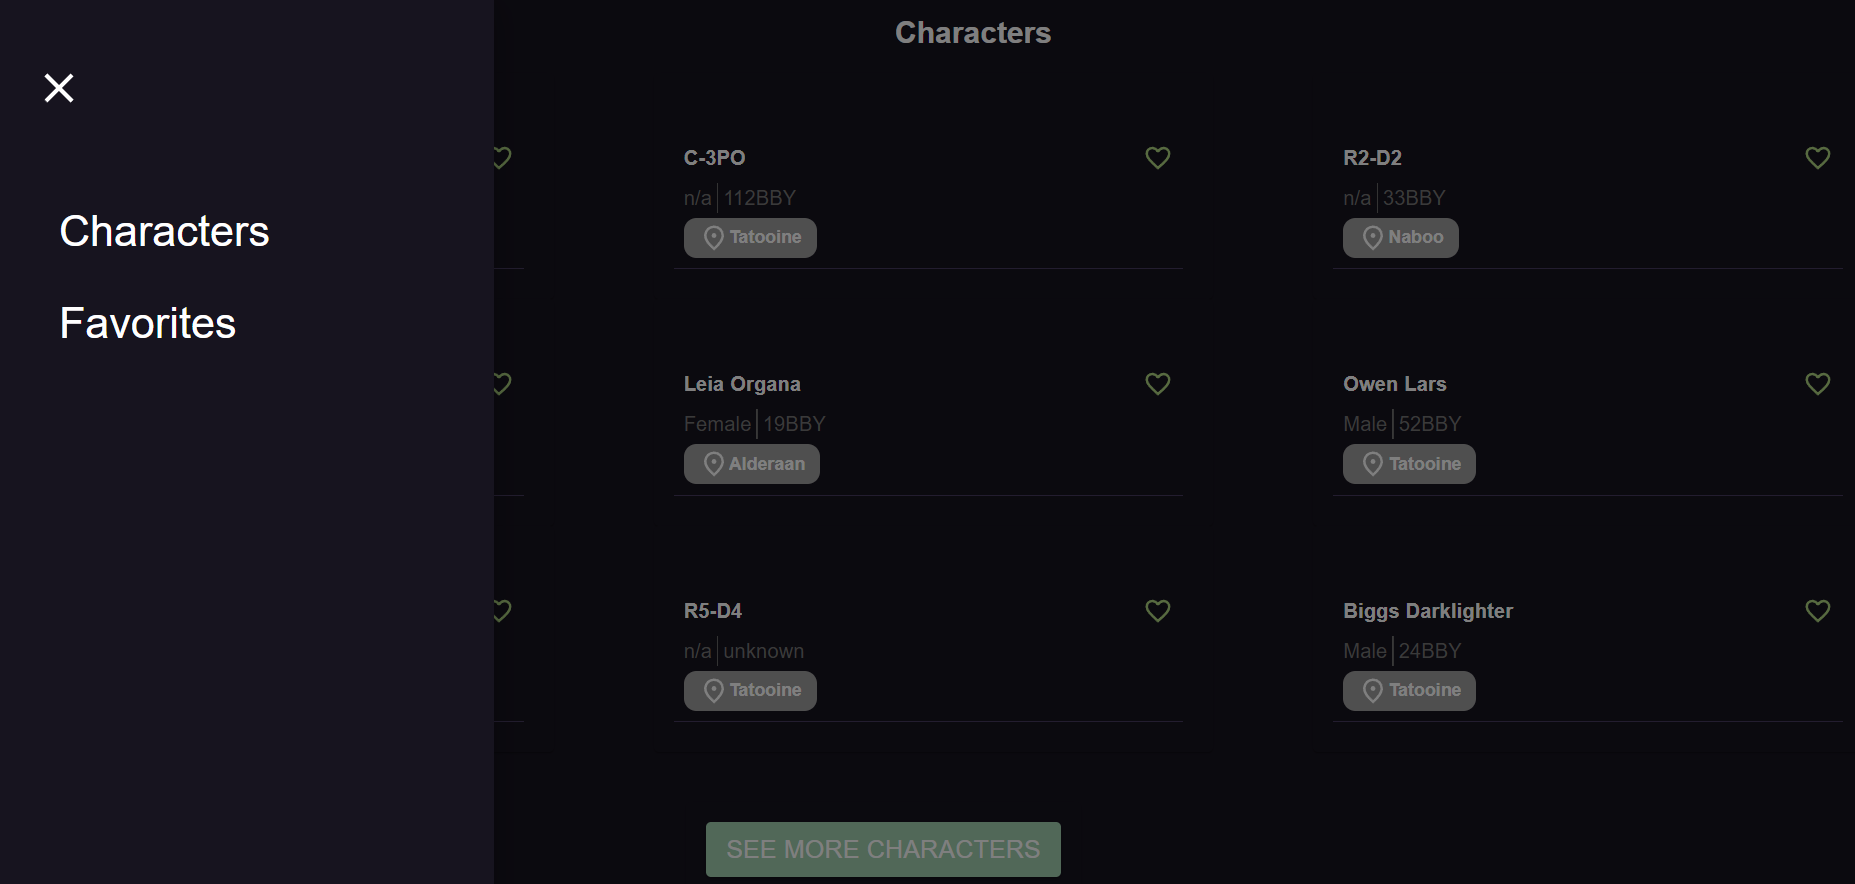 Characters
Characters
Favorites
C-3PO
n/a 112BBY
Tatooine
R2-D2
n/a 33BBY
Naboo
Leia Organa
Female 19BBY
Alderaan
Owen Lars
Male 52BBY
Tatooine
R5-D4
n/a unknown
Tatooine
Biggs Darklighter
Male 24BBY
Tatooine
SEE MORE CHARACTERS